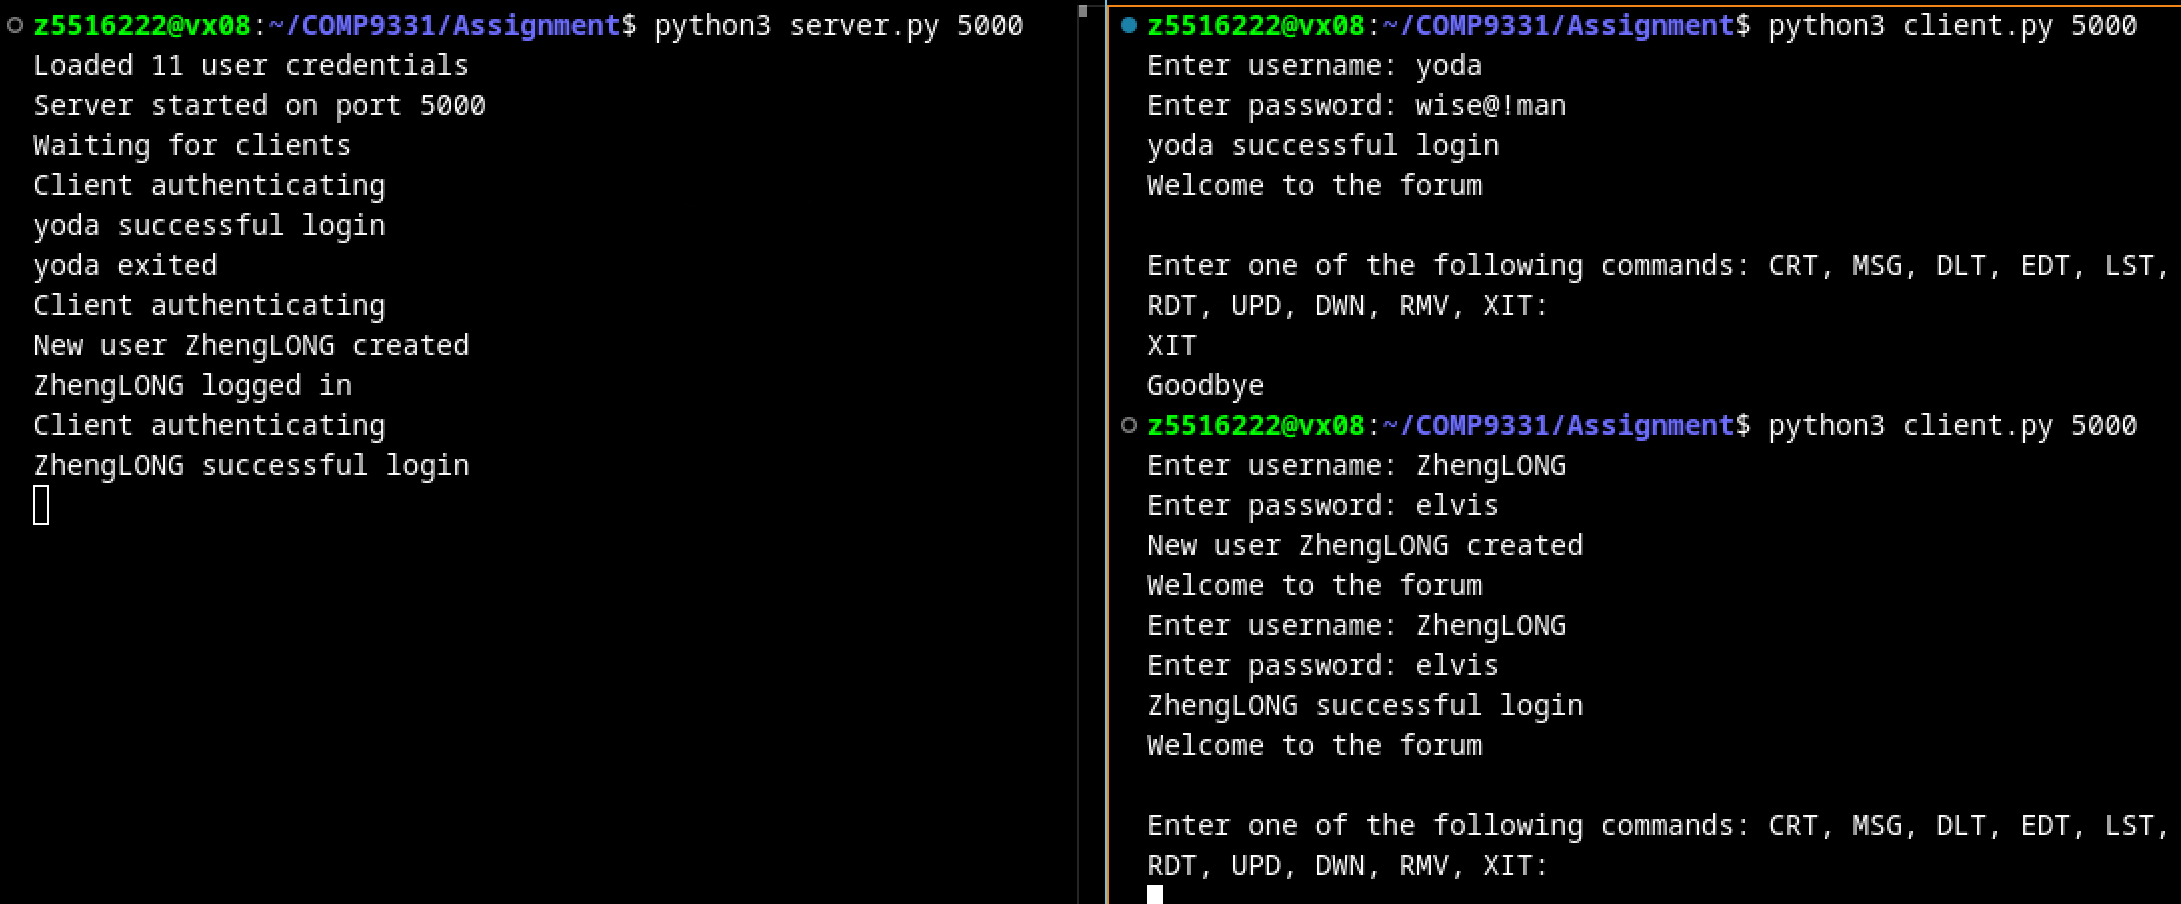 z5516222@vx08:~/COMP9331/Assignment$ python3 server.py 5000
Loaded 11 user credentials
Server started on port 5000
Waiting for clients
Client authenticating
yoda successful login
yoda exited
Client authenticating
New user ZhengLONG created
ZhengLONG logged in
Client authenticating
ZhengLONG successful login
z5516222@vx08:~/COMP9331/Assignment$ python3 client.py 5000
Enter username: yoda
Enter password: wise@!man
yoda successful login
Welcome to the forum
Enter one of the following commands: CRT, MSG, DLT, EDT, LST,
RDT, UPD, DWN, RMV, XIT:
XIT
Goodbye
z5516222@vx08:~/COMP9331/Assignment$ python3 client.py 5000
Enter username: ZhengLONG
Enter password: elvis
New user ZhengLONG created
Welcome to the forum
Enter username: ZhengLONG
Enter password: elvis
ZhengLONG successful login
Welcome to the forum
Enter one of the following commands: CRT, MSG, DLT, EDT, LST,
RDT, UPD, DWN, RMV, XIT: